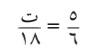 ت/١٨ = ٥/٦